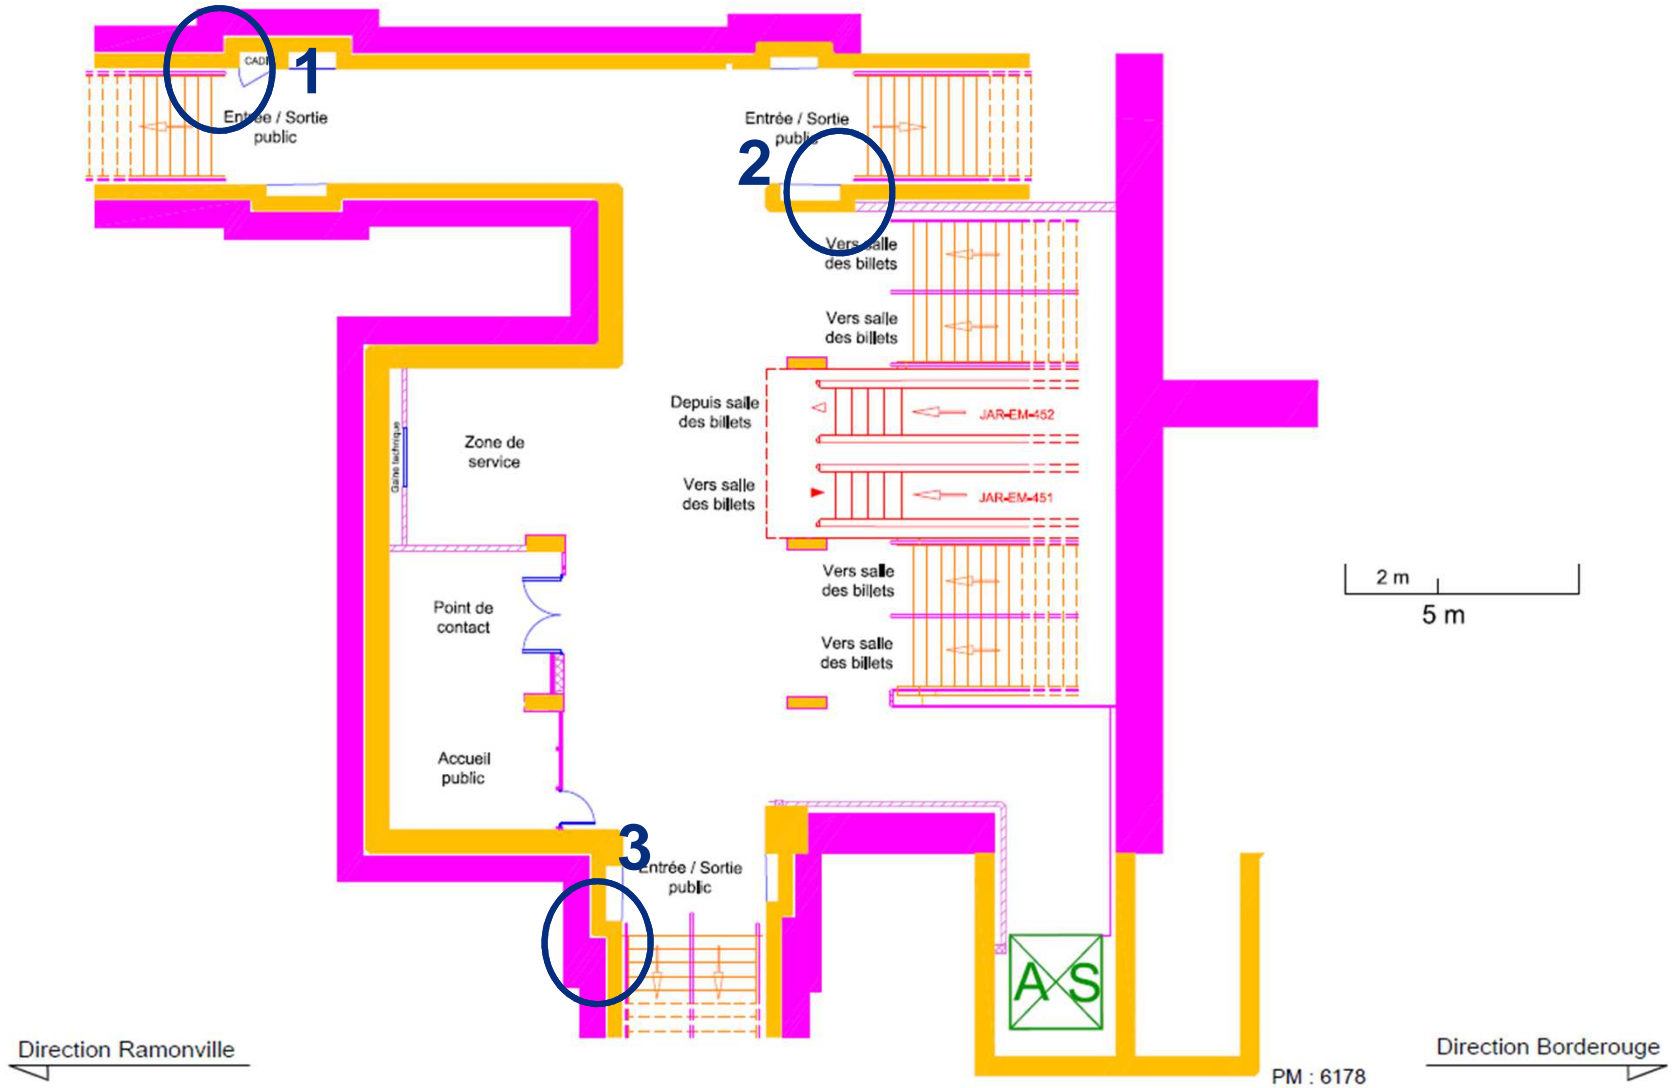 CADI
1
Entrée / Sortie
public
Entrée / Sortie
public
2
Vers salle
des billets
Vers salle
des billets
Depuis salle
des billets
JAR-EM-452
Gaine technique
Zone de
service
Vers salle
des billets
JAR-EM-451
Vers salle
des billets
Point de
contact
Vers salle
des billets
2 m
5 m
Accueil
public
3
Entrée / Sortie
public
A S
Direction Ramonville
Direction Borderouge
PM : 6178